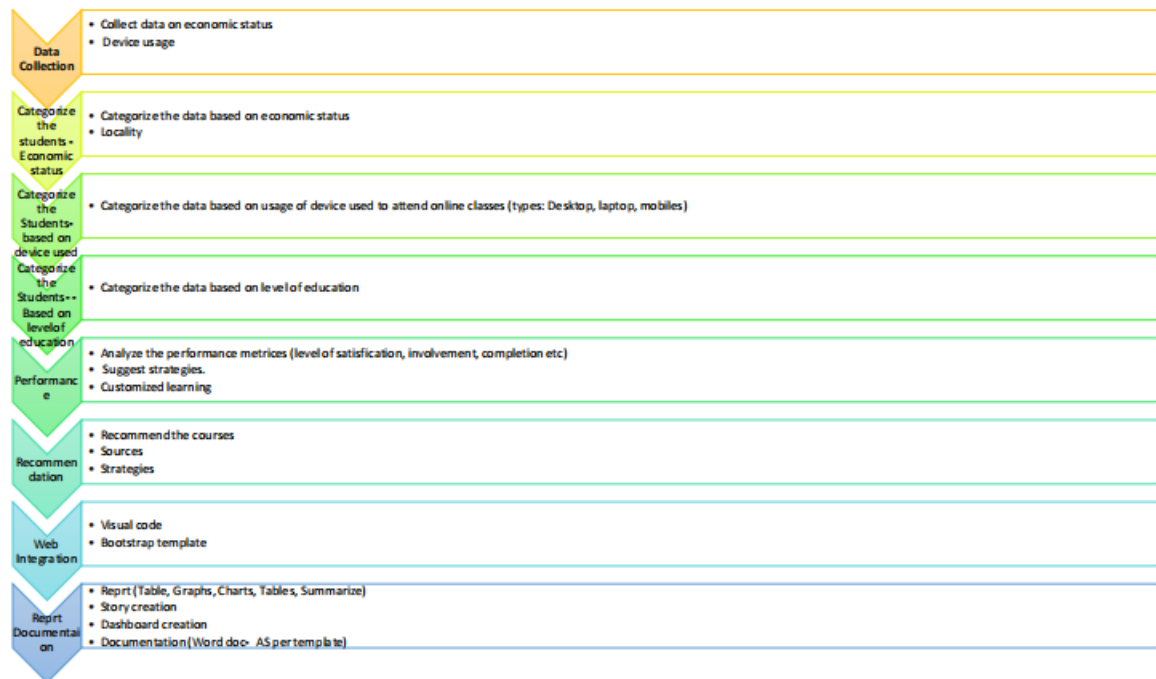 Data
Collection
• Collect data on economic status
• Device usage
Categorize
the
students -
Economic
status
• Categorize the data based on economic status
• Locality
Categorize
the
Students-
based on
device used
• Categorize the data based on usage of device used to attend online classes (types: Desktop, laptop, mobiles)
Categorize
the
Students--
Based on
level of
education
• Categorize the data based on level of education
Performanc
e
• Analyze the performance metrices (level of satisfication, involvement, completion etc)
• Suggest strategies.
• Customized learning
Recommen
dation
• Recommend the courses
• Sources
• Strategies
Web
Integration
• Visual code
• Bootstrap template
Reprt
Documentai
on
• Reprt (Table, Graphs, Charts, Tables, Summarize)
• Story creation
• Dashboard creation
• Documentation (Word doc- AS per template)